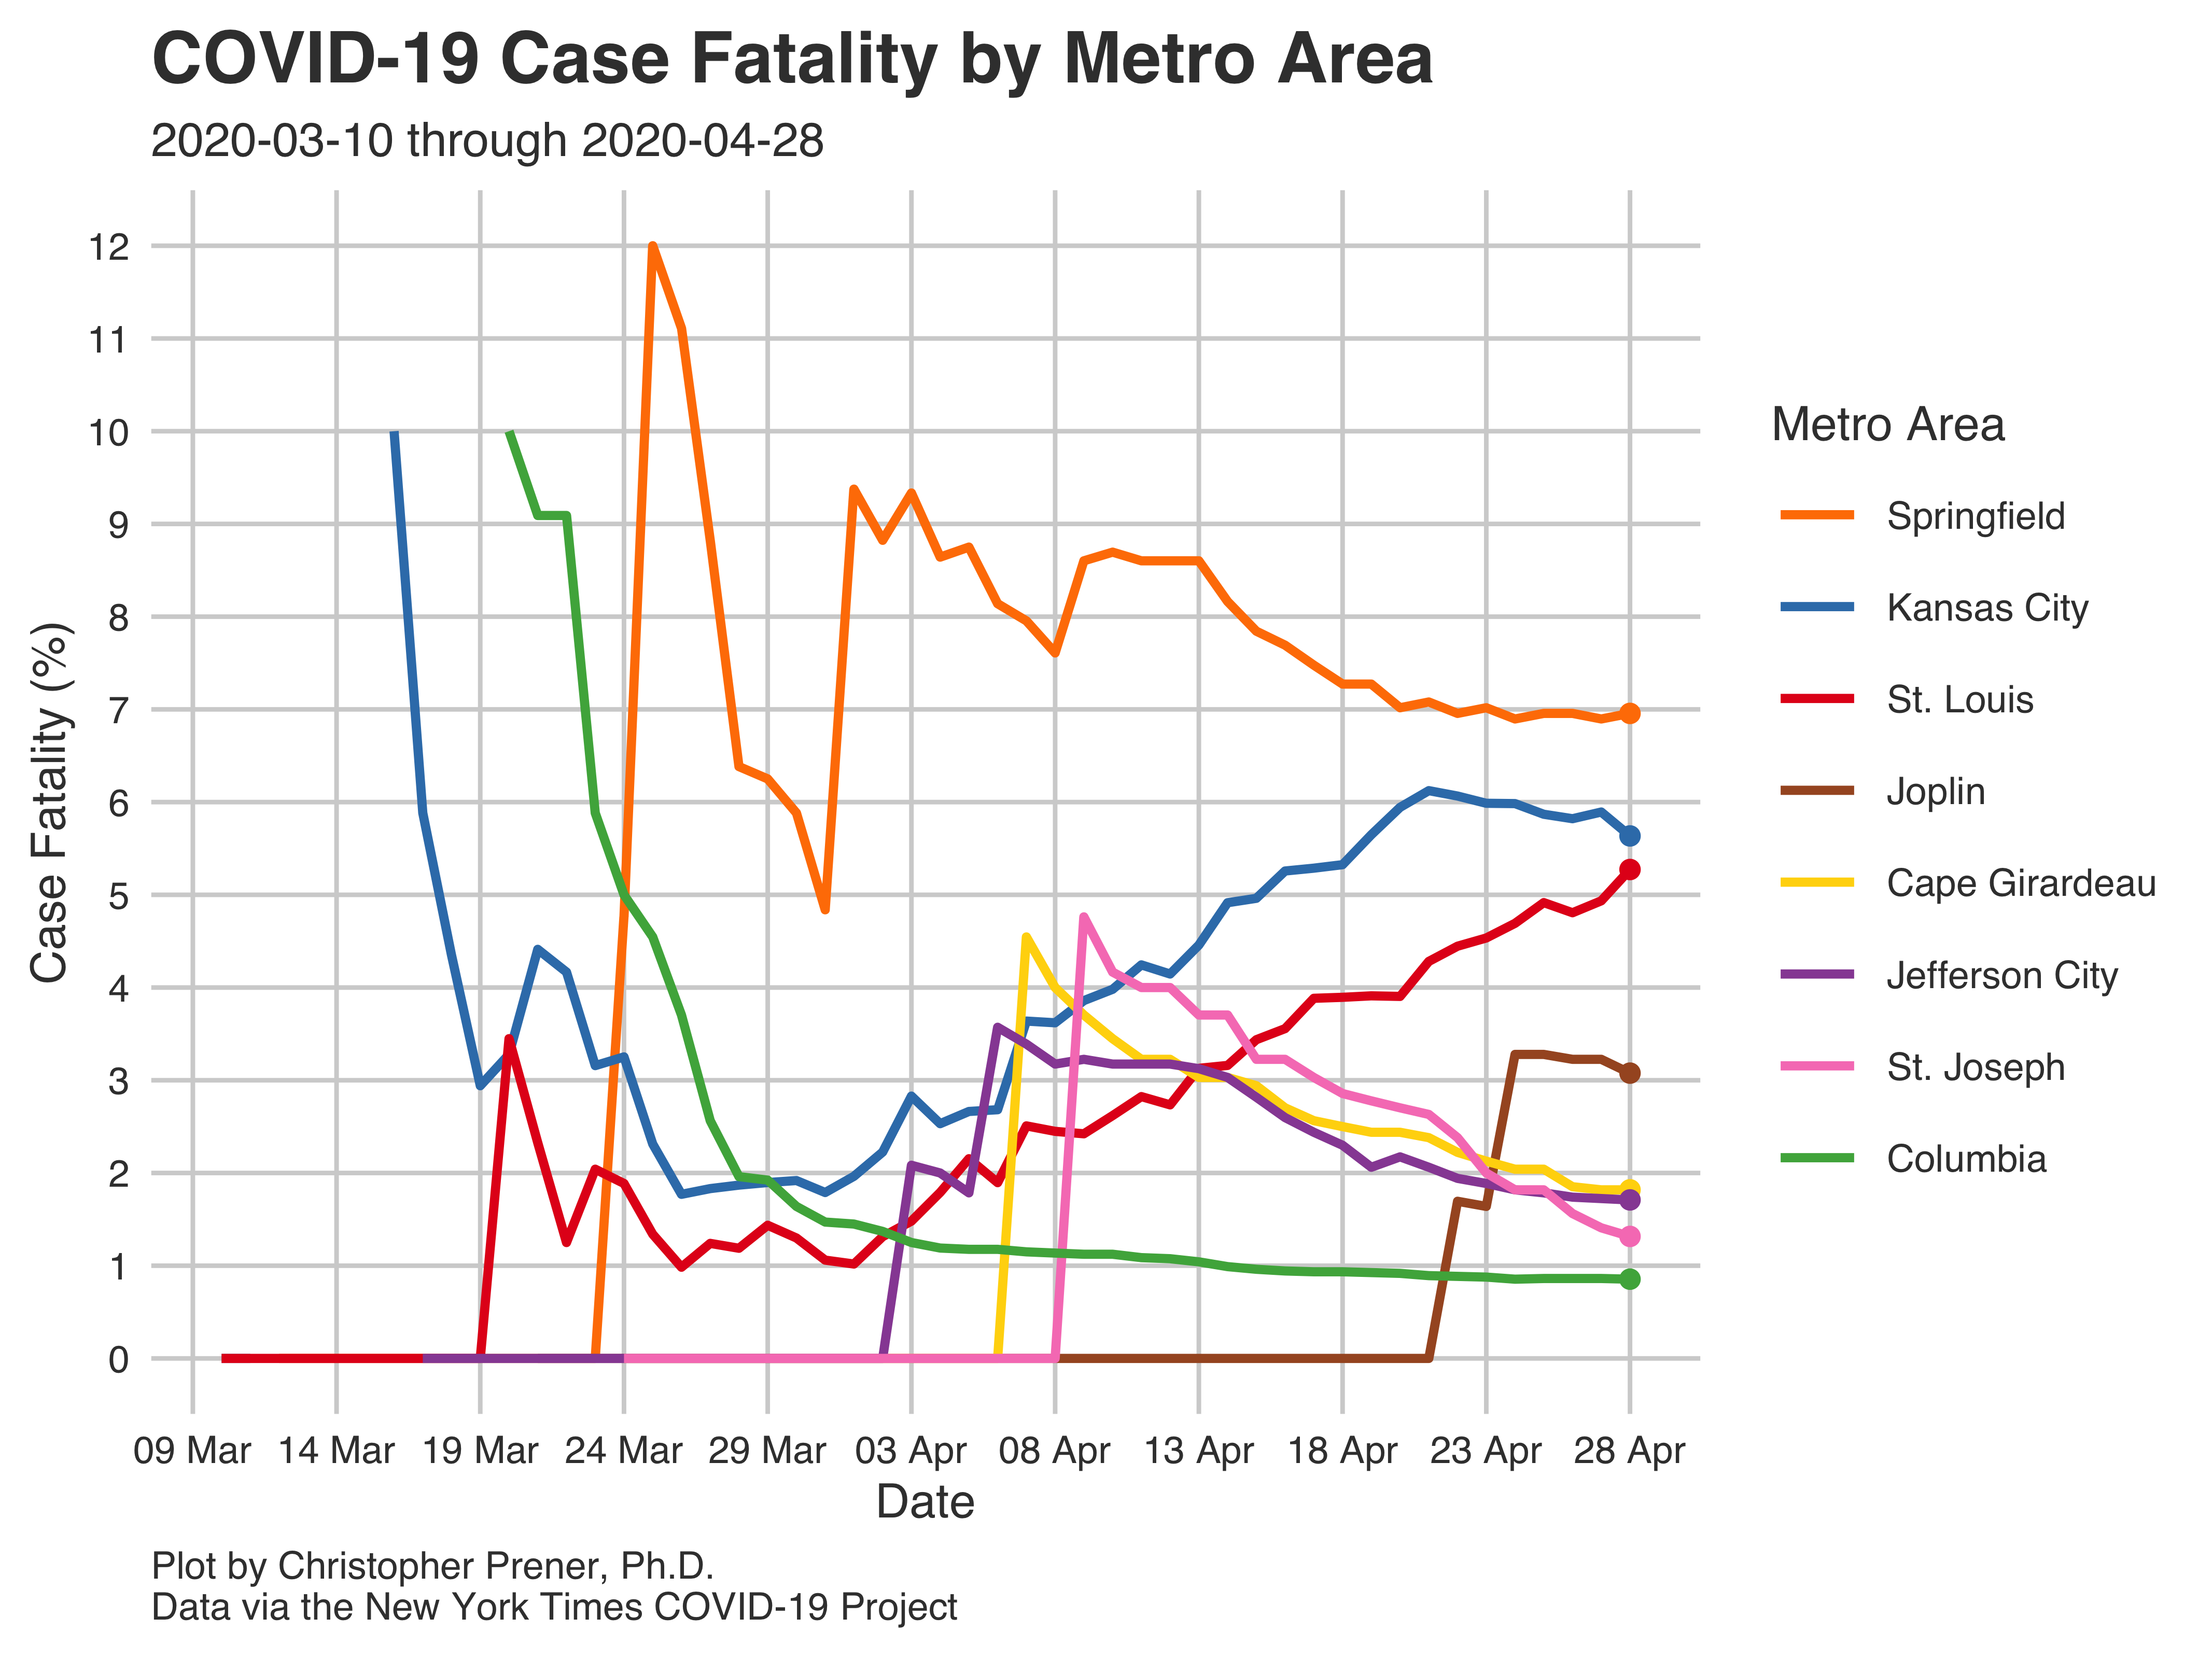 COVID-19 Case Fatality by Metro Area
2020-03-10 through 2020-04-28
Case Fatality (%)
12
11
10
9
8
7
6
5
4
3
2
1
0
09 Mar 14 Mar 19 Mar 24 Mar 29 Mar 03 Apr 08 Apr 13 Apr 18 Apr 23 Apr 28 Apr
Date
Metro Area
Springfield
Kansas City
St. Louis
Joplin
Cape Girardeau
Jefferson City
St. Joseph
Columbia
Plot by Christopher Prener, Ph.D.
Data via the New York Times COVID-19 Project